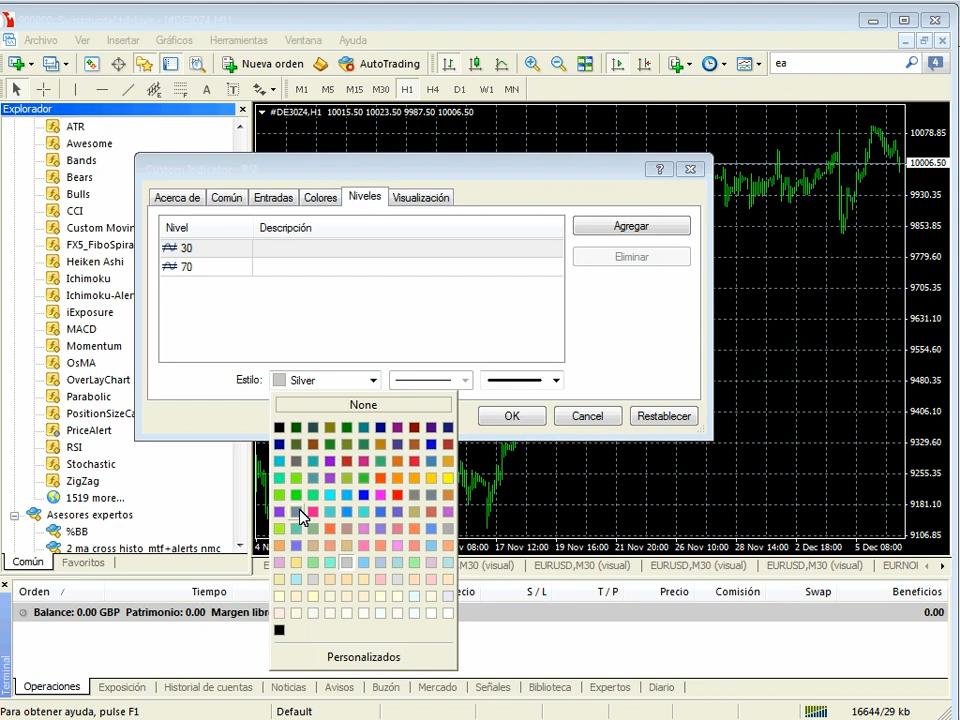 Archivo Ver Insertar Gráficos Herramientas Ventana Ayuda
Nueva orden AutoTrading ea 4
A T M1 M5 M15 M30 H1 H4 D1 W1 MN
Explorador
ATR
Awesome
Bands
Bears
Bulls
CCI
Custom Movin
FX5_FiboSpira
Heiken Ashi
Ichimoku
Ichimoku-Aler
iExposure
MACD
Momentum
OsMA
OverLayChart
Parabolic
PositionSizeCa
PriceAlert
RSI
Stochastic
ZigZag
1519 more...
Asesores expertos
%BB
2 ma cross histo mtf+alerts nmc
Común Favoritos
#DE30Z4,H1 10015.50 10023.50 9987.50 10006.50
10078.85
10006.50
9930.35
9853.70
9779.60
9705.35
9631.10
9554.60
9480.35
9406.10
9329.60
9255.35
9181.10
9106.85
Acerca de Común Entradas Colores Niveles Visualización
Nivel Descripción
30
70
Agregar
Eliminar
Estilo: Silver
OK Cancel Restablecer
None
Personalizados
4 N
08:00 17 Nov 12:00 19 Nov 16:00 21 Nov 20:00 26 Nov 08:00 28 Nov 12:00 2 Dec 18:00 5 Dec 08:00
M30 (visual) EURUSD,M30 (visual) EURUSD,M30 (visual) EURUSD,M30 (visual) EURNO
Orden / Tiempo Precio S / L T / P Precio Comisión Swap Beneficios
Balance: 0.00 GBP Patrimonio: 0.00 Margen libr 0.00
Terminal
Operaciones Exposición Historial de cuentas Noticias Avisos Buzón Mercado Señales Biblioteca Expertos Diario
Para obtener ayuda, pulse F1 Default 16644/29 kb